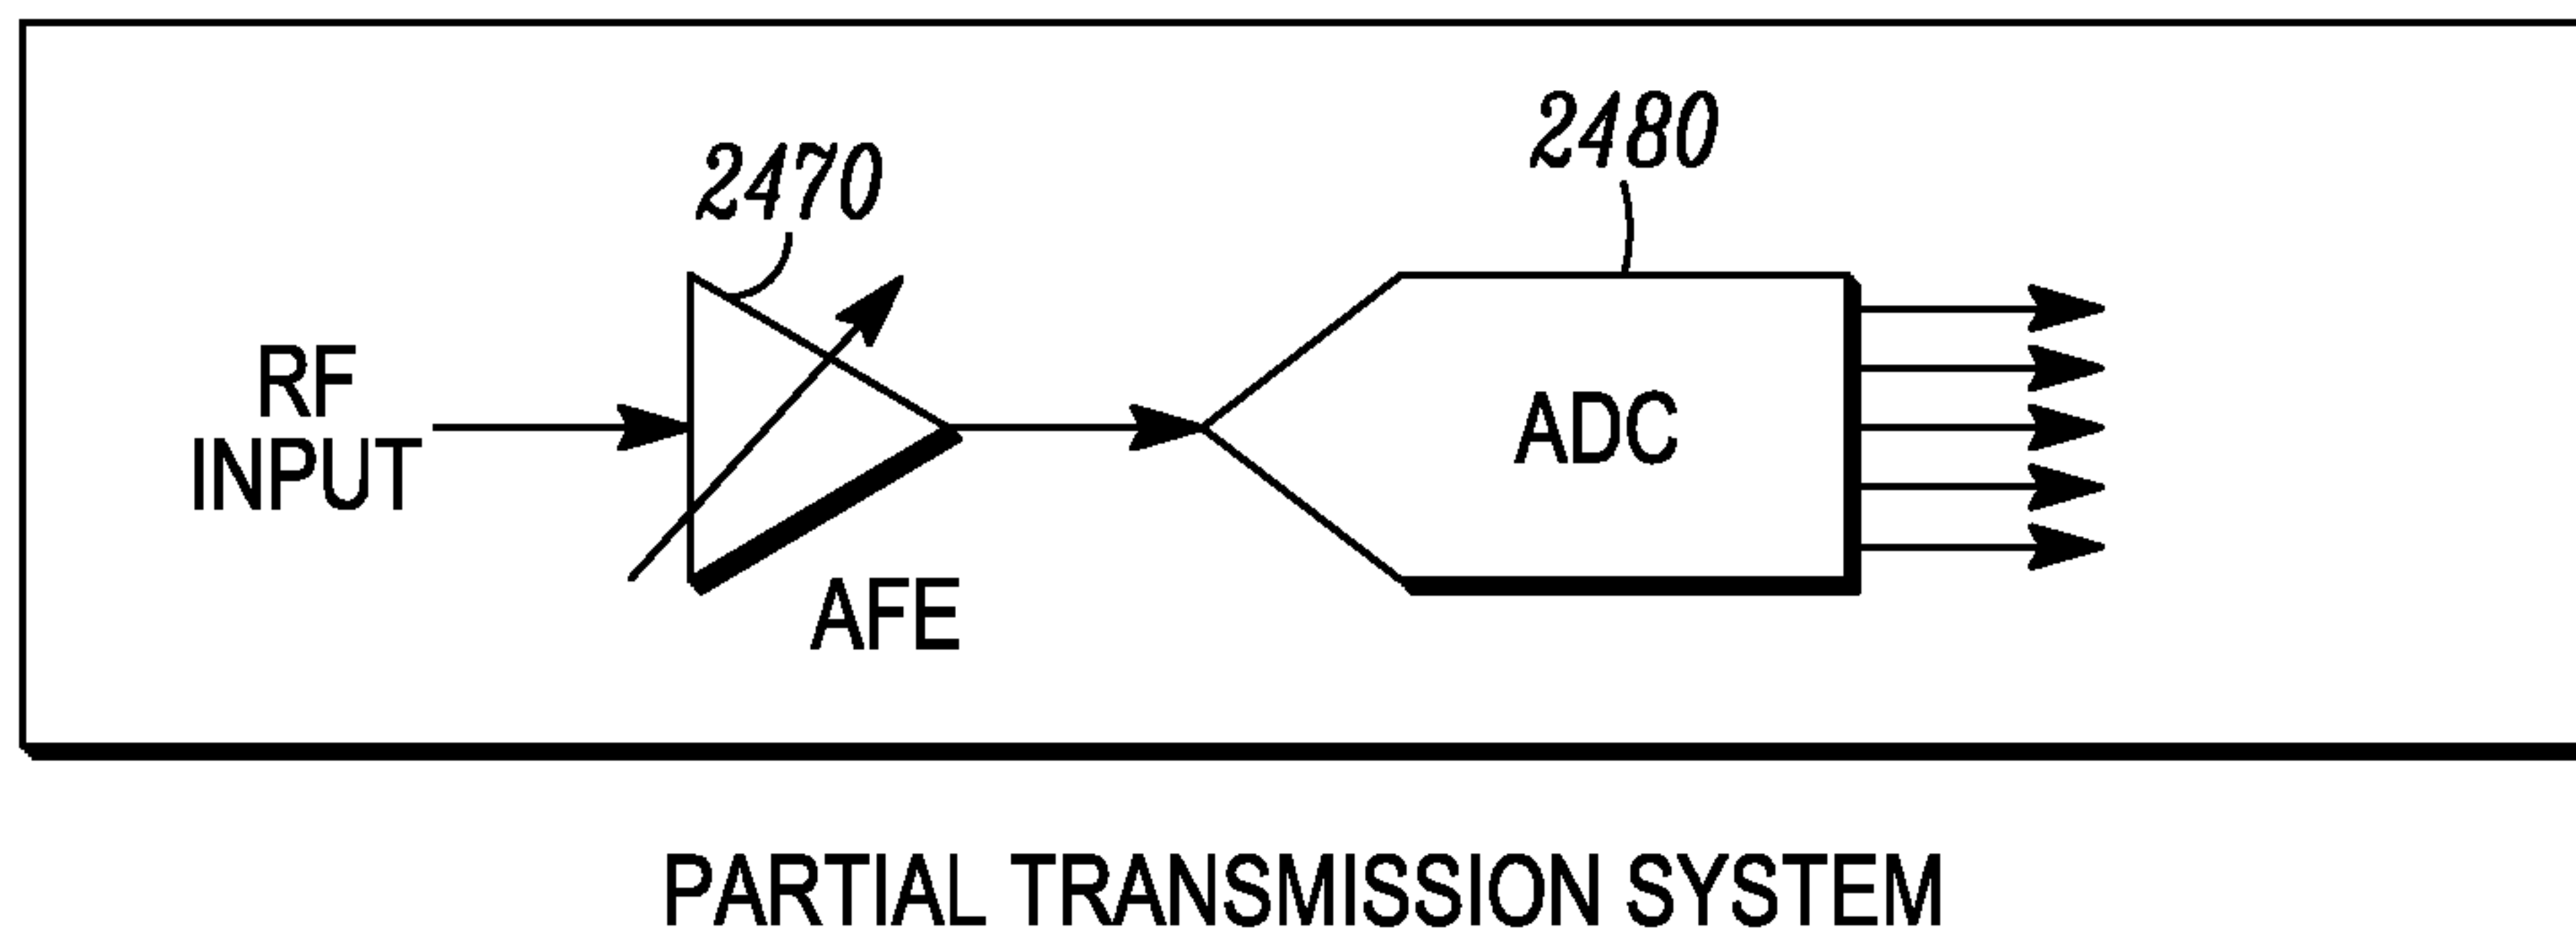 2470
2480
RF
INPUT
ADC
AFE
PARTIAL TRANSMISSION SYSTEM